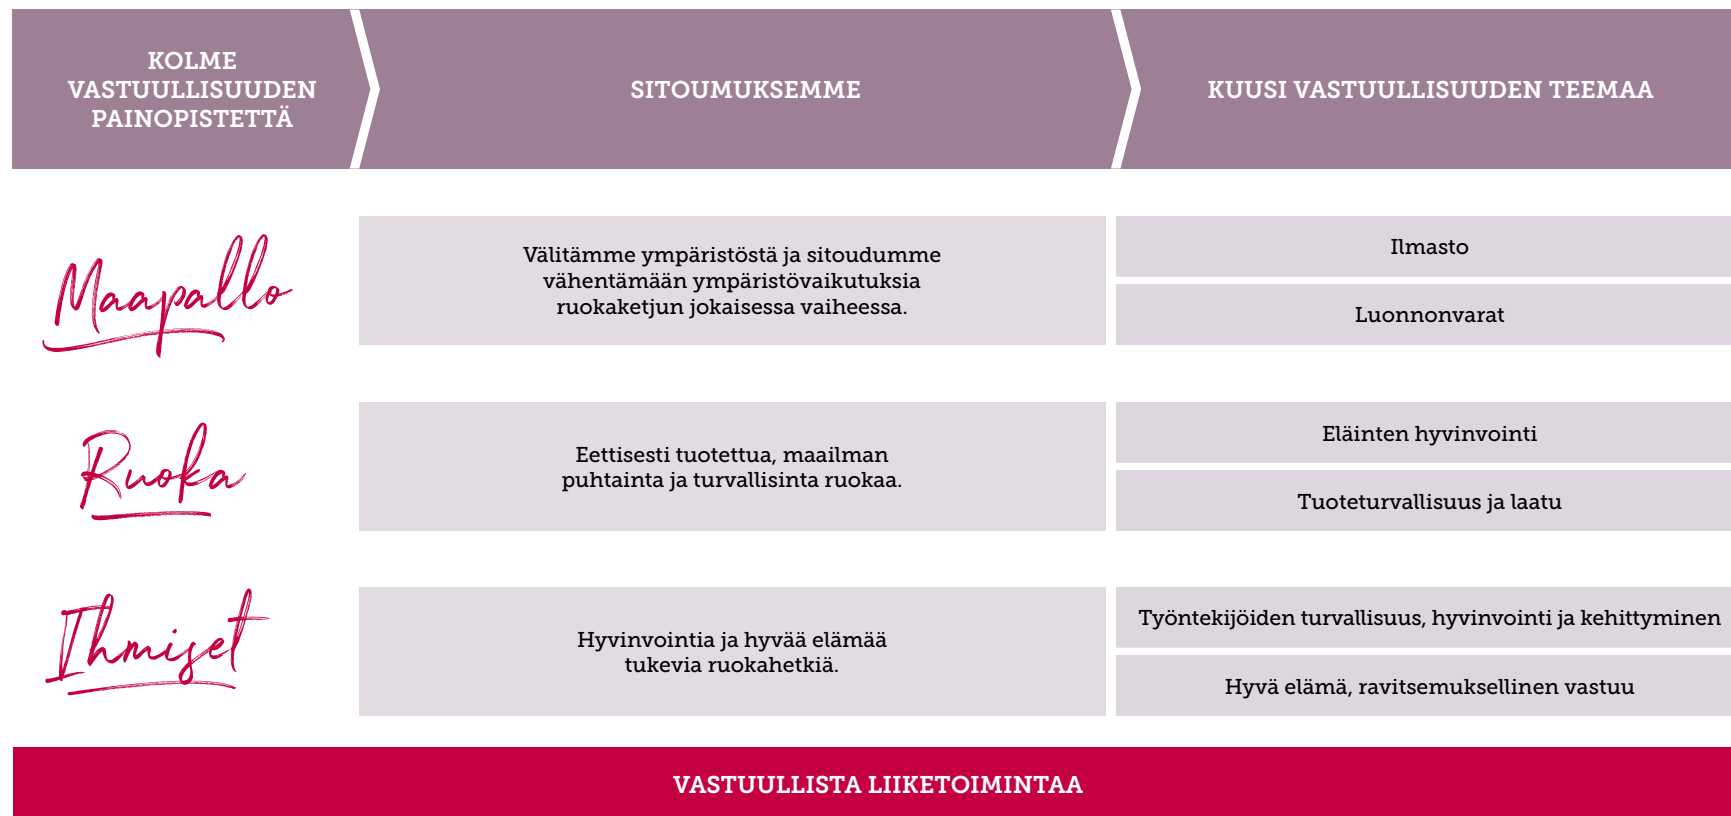 KOLME
VASTUULLISUUDEN
PAINOPISTETTÄ
SITOUMUKSEMME
KUUSI VASTUULLISUUDEN TEEMAA
Maapallo
Välitämme ympäristöstä ja sitoudumme
vähentämään ympäristövaikutuksia
ruokaketjun jokaisessa vaiheessa.
Ilmasto
Luonnonvarat
Ruoka
Eettisesti tuotettua, maailman
puhtainta ja turvallisinta ruokaa.
Eläinten hyvinvointi
Tuoteturvallisuus ja laatu
Ihmiset
Hyvinvointia ja hyvää elämää
tukevia ruokahetkiä.
Työntekijöiden turvallisuus, hyvinvointi ja kehittyminen
Hyvä elämä, ravitsemuksellinen vastuu
VASTUULLISTA LIIKETOIMINTAA